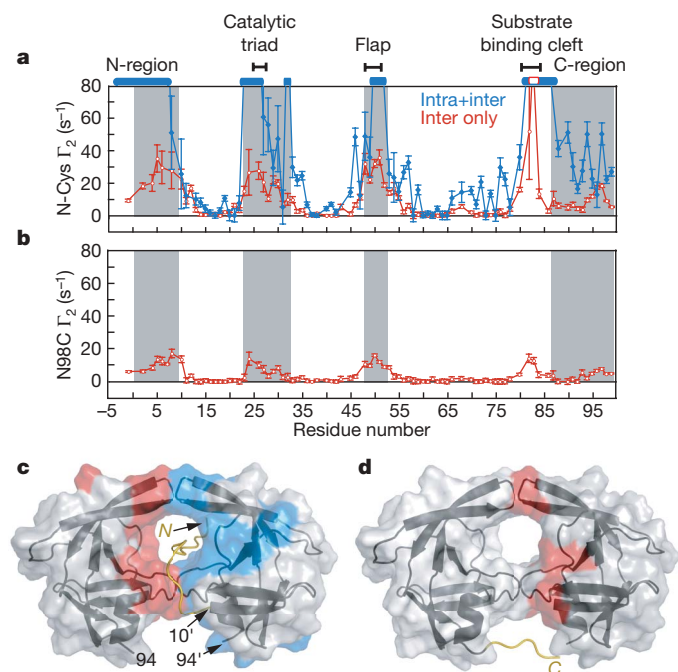 a
N-region
Catalytic
triad
Flap
Substrate
binding cleft
C-region
N-Cys Γ2 (s−1)
80
60
40
20
0
Intra+inter
Inter only
b
N98C Γ2 (s−1)
80
60
40
20
0
−5 5 15 25 35 45 55 65 75 85 95
Residue number
c
N
10′
94
94′
d
C